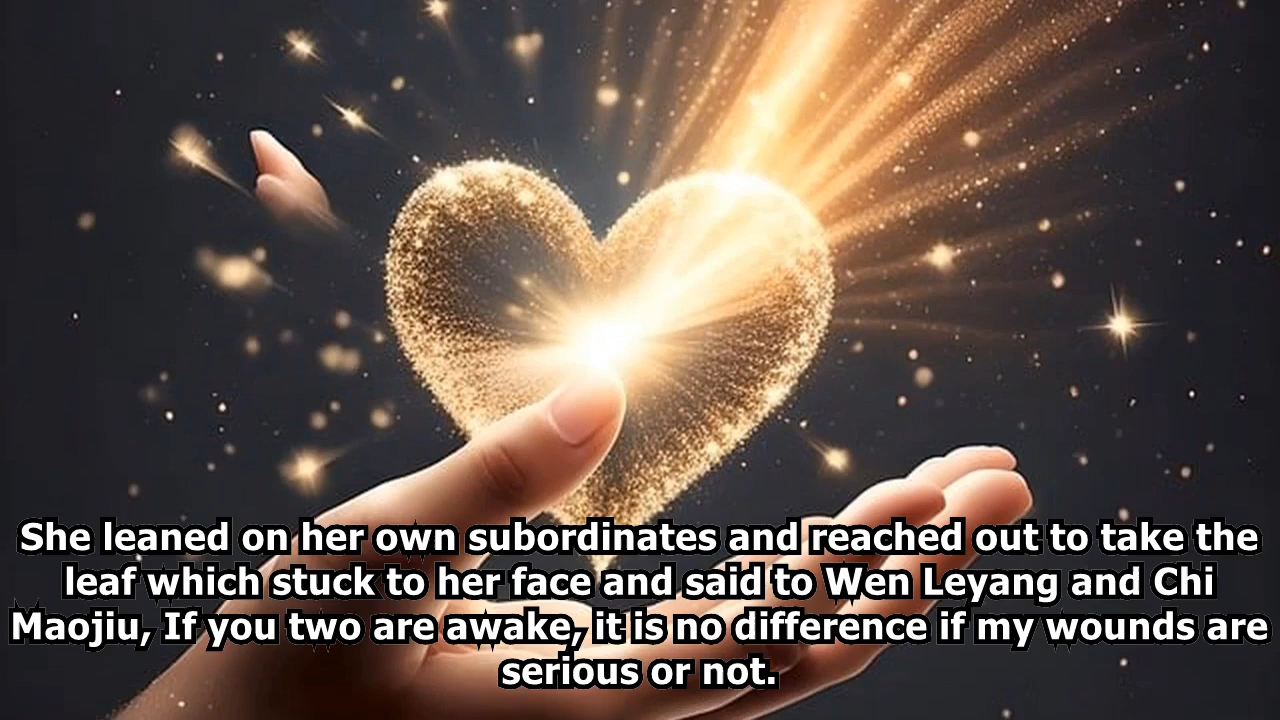 She leaned on her own subordinates and reached out to take the
leaf which stuck to her face and said to Wen Leyang and Chi
Maojiu, If you two are awake, it is no difference if my wounds are
serious or not.